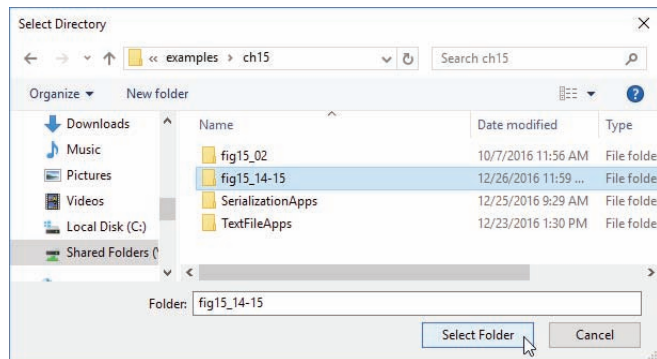 Select Directory
« examples > ch15
Search ch15
Organize
New folder
Downloads
Music
Pictures
Videos
Local Disk (C:)
Shared Folders (
Name
Date modified
Type
fig15_02
10/7/2016 11:56 AM
File folde
fig15_14-15
12/26/2016 11:59 ...
File folde
SerializationApps
12/25/2016 9:29 AM
File folde
TextFileApps
12/23/2016 1:30 PM
File folde
Folder: fig15_14-15
Select Folder
Cancel